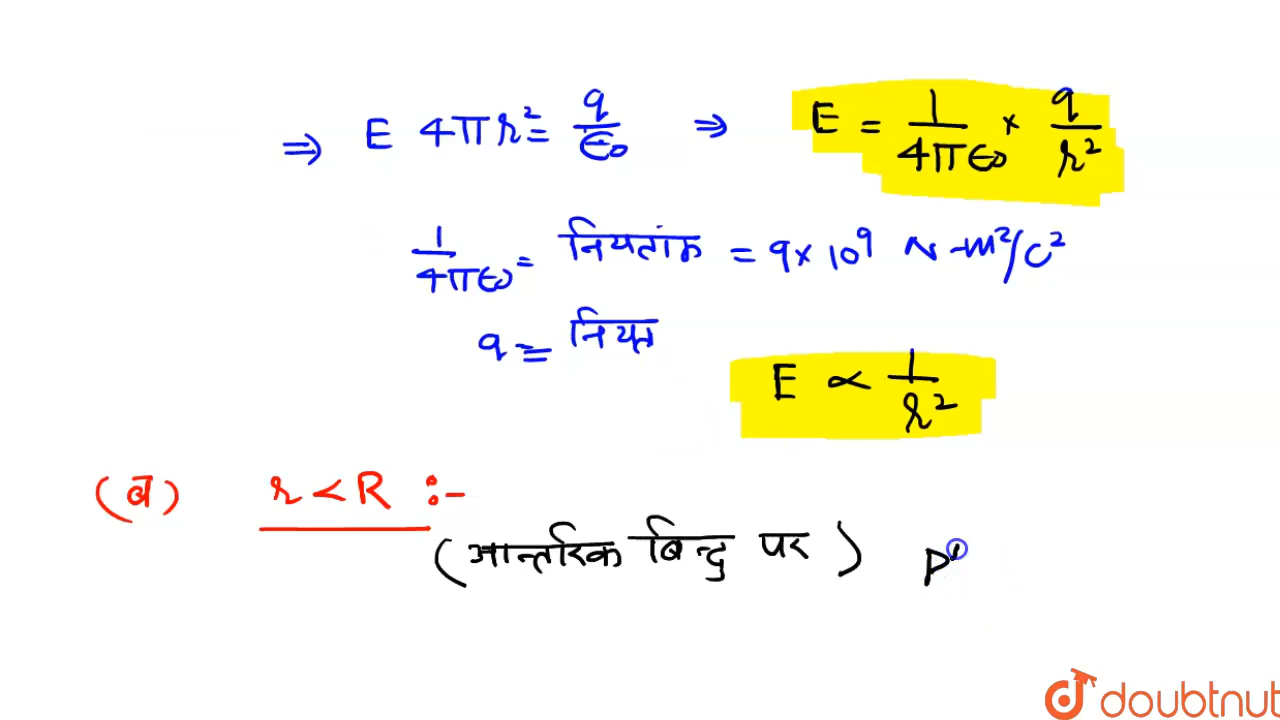 ⇒ E 4πr² = q/ε₀ ⇒ E = 1/4πε₀ × q/r²
1/4πε₀ = नियतांक = 9×10⁹ N-m²/C²
q = नियत
E ∝ 1/r²
(ब) r < R :-
(आन्तरिक बिन्दु पर) P'
doubtnut